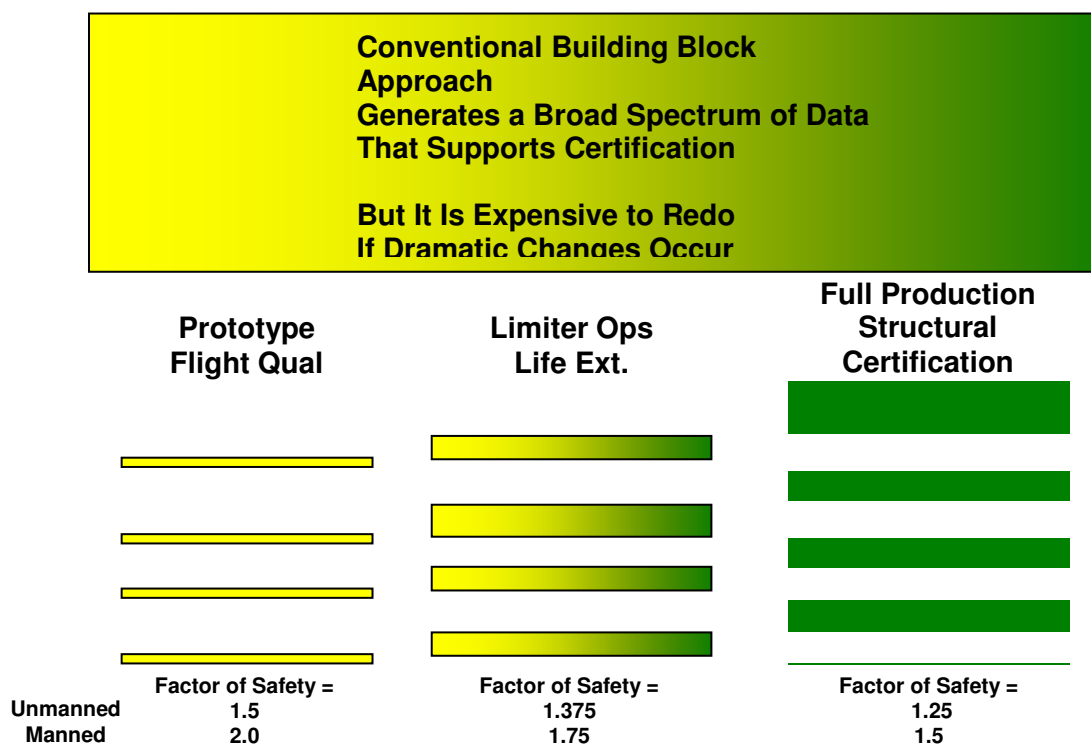 Conventional Building Block
Approach
Generates a Broad Spectrum of Data
That Supports Certification
But It Is Expensive to Redo
If Dramatic Changes Occur
Prototype
Flight Qual
Limiter Ops
Life Ext.
Full Production
Structural
Certification
Factor of Safety =
Factor of Safety =
Factor of Safety =
Unmanned 1.5 1.375 1.25
Manned 2.0 1.75 1.5